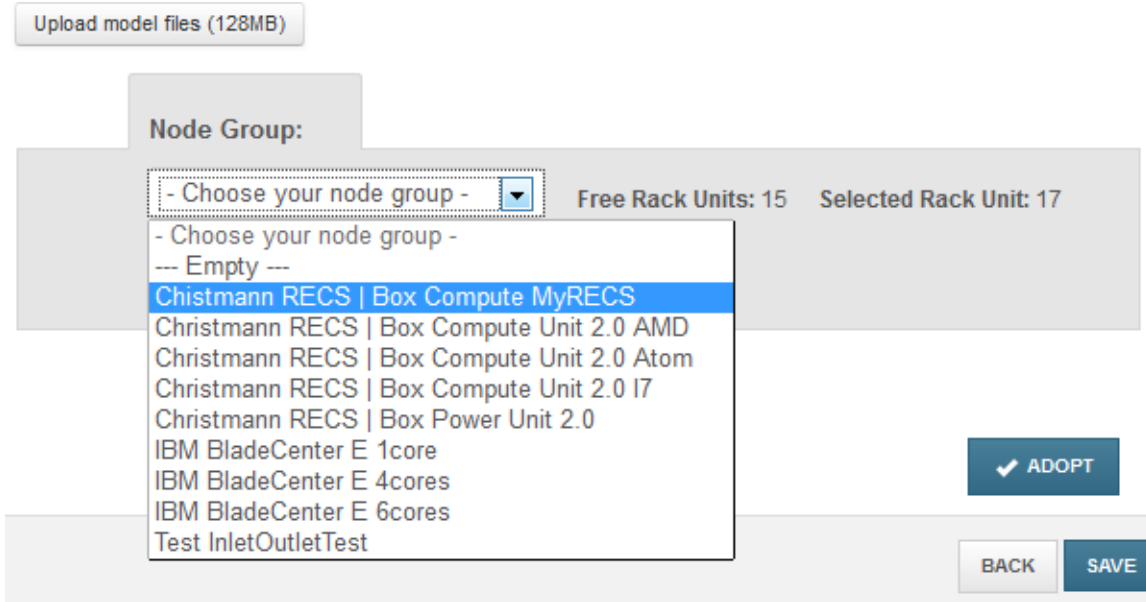 Upload model files (128MB)
Node Group:
- Choose your node group -
Free Rack Units: 15 Selected Rack Unit: 17
- Choose your node group -
--- Empty ---
Chistmann RECS | Box Compute MyRECS
Christmann RECS | Box Compute Unit 2.0 AMD
Christmann RECS | Box Compute Unit 2.0 Atom
Christmann RECS | Box Compute Unit 2.0 I7
Christmann RECS | Box Power Unit 2.0
IBM BladeCenter E 1core
IBM BladeCenter E 4cores
IBM BladeCenter E 6cores
Test InletOutletTest
ADOPT
BACK
SAVE